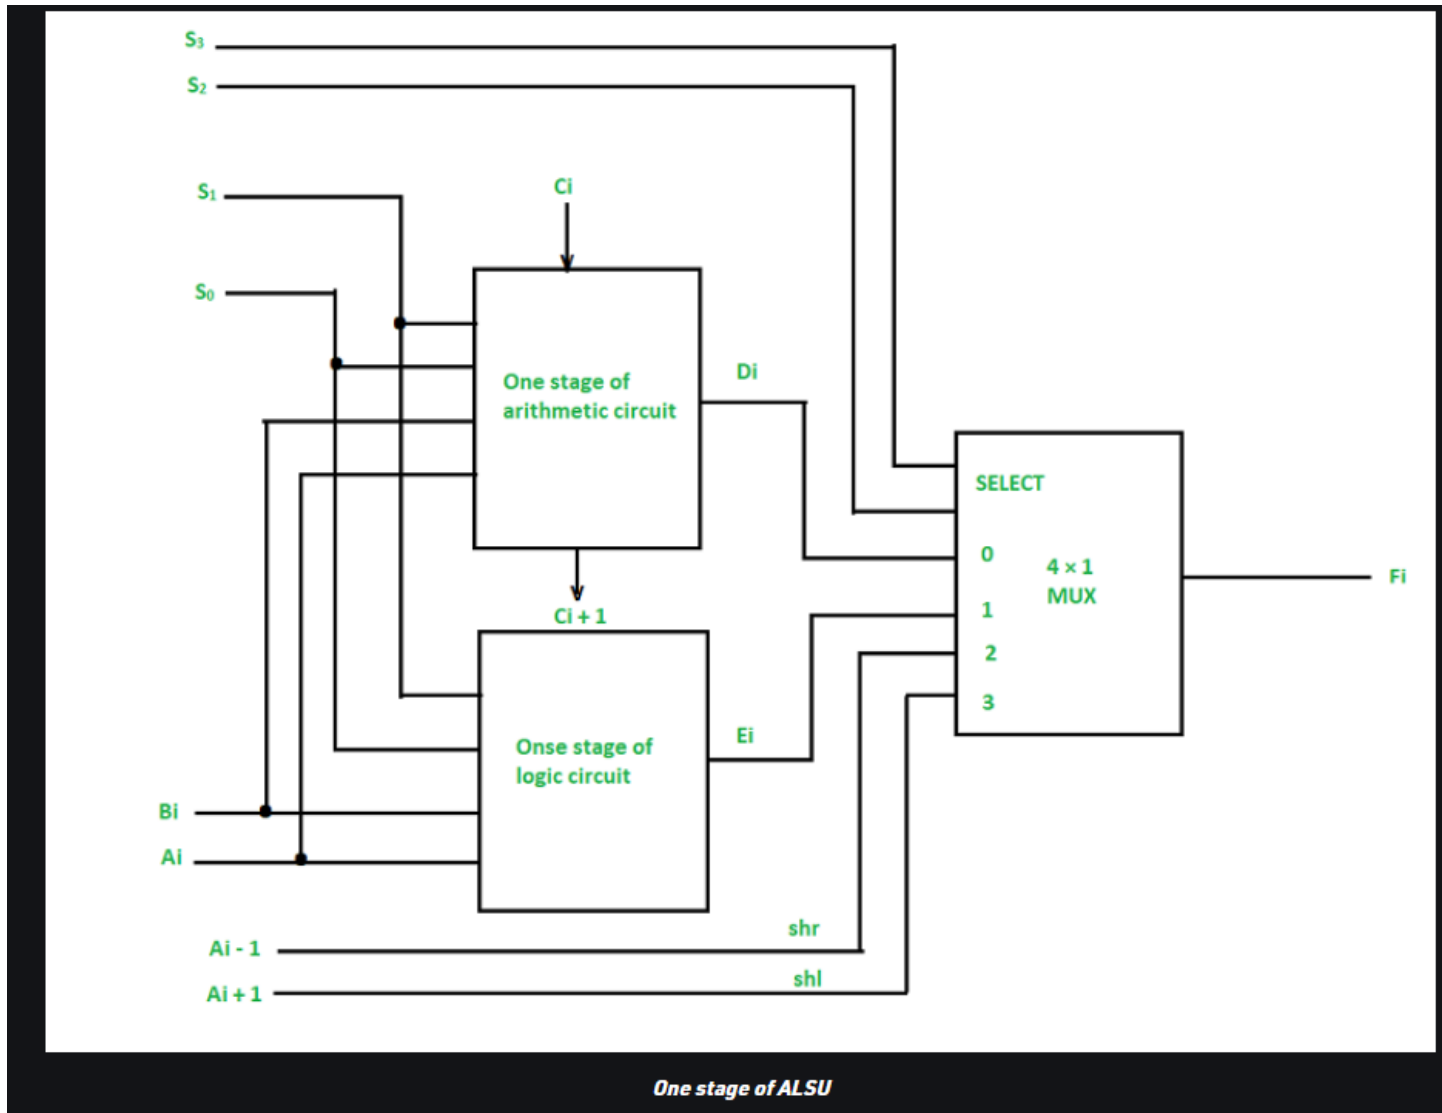 S₃
S₂
S₁
Ci
S₀
One stage of
arithmetic circuit
Di
SELECT
0
4 × 1
MUX
1
2
3
Fi
Ci + 1
Onse stage of
logic circuit
Ei
Bi
Ai
shr
Ai - 1
shl
Ai + 1
One stage of ALSU